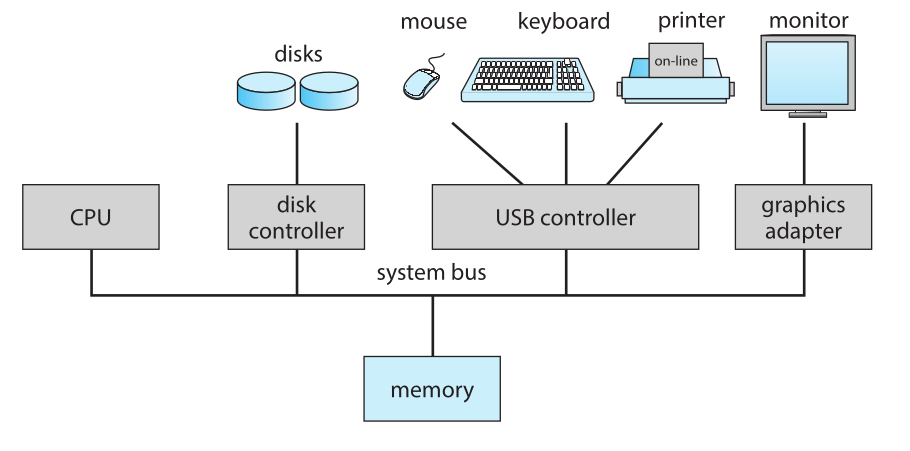 mouse
keyboard
printer
monitor
disks
on-line
CPU
disk
controller
USB controller
graphics
adapter
system bus
memory